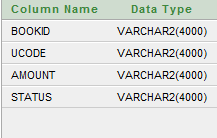 Column Name Data Type
BOOKID VARCHAR2(4000)
UCODE VARCHAR2(4000)
AMOUNT VARCHAR2(4000)
STATUS VARCHAR2(4000)